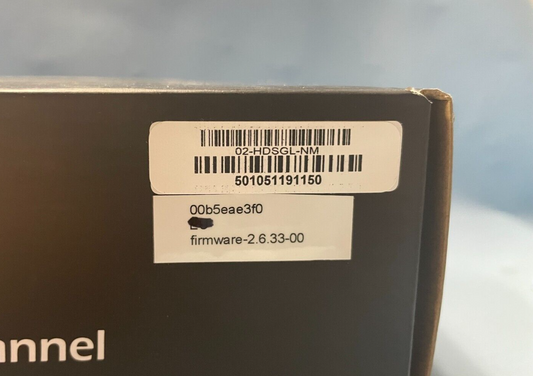 02-HDSGL-NM
501051191150
00b5eae3f0
firmware-2.6.33-00
annel